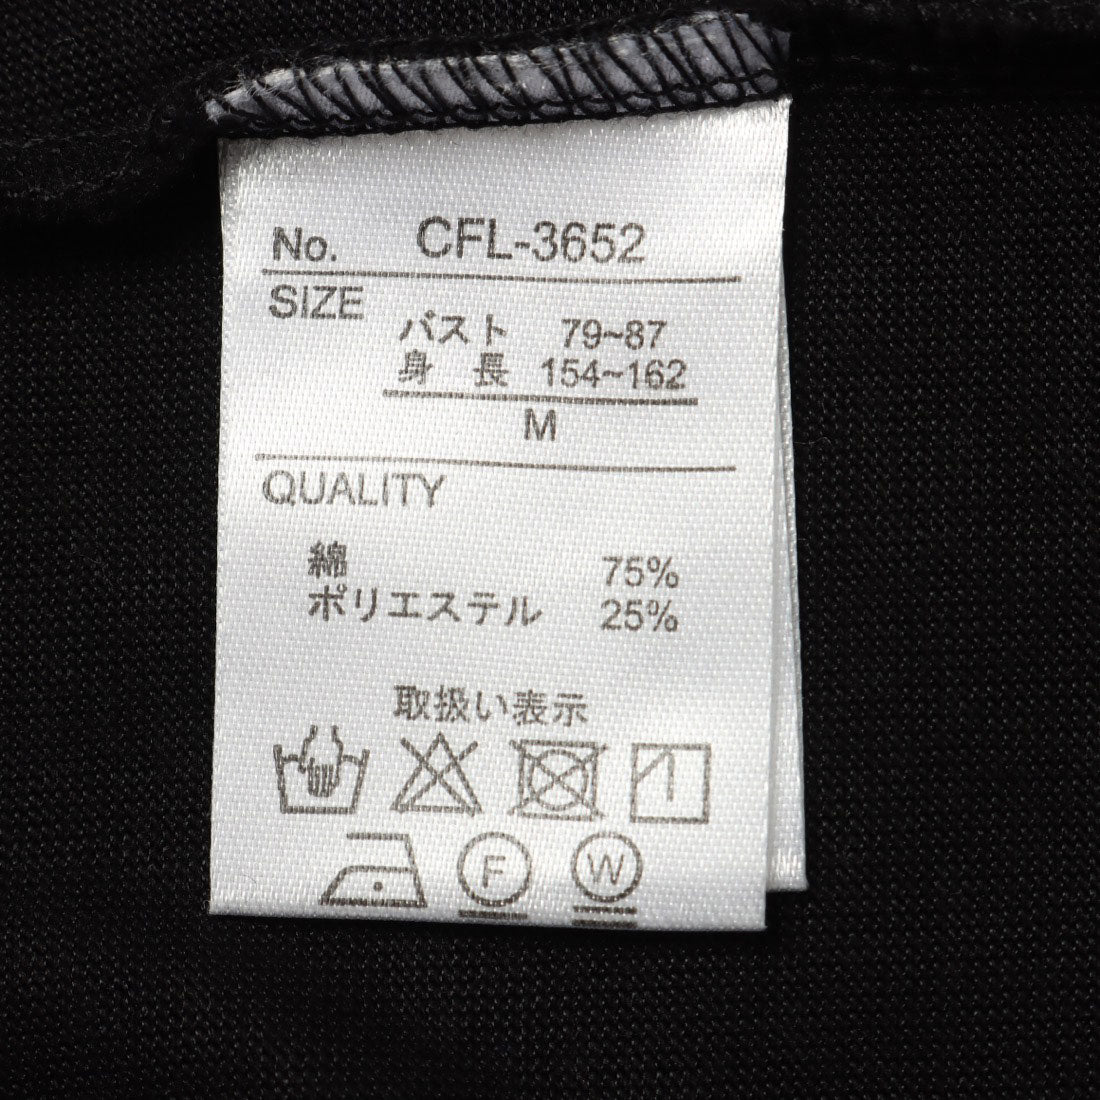 No. CFL-3652
SIZE
バスト 79~87
身 長 154~162
M
QUALITY
綿 75%
ポリエステル 25%
取扱い表示
F W